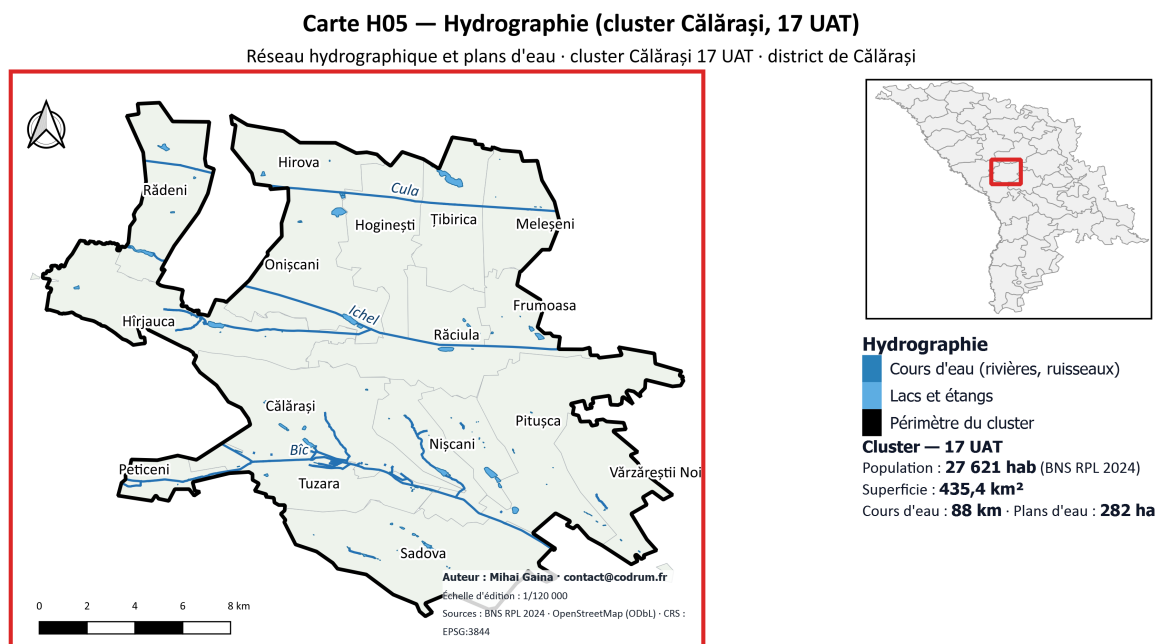 Carte H05 — Hydrographie (cluster Călărași, 17 UAT)
Réseau hydrographique et plans d'eau · cluster Călărași 17 UAT · district de Călărași
Hirova
Rădeni
Cula
Hoginești
Țibirica
Meleșeni
Onișcani
Frumoasa
Ichel
Hîrjauca
Răciula
Călărași
Pitușca
Bîc
Nișcani
Peticeni
Vărzăreștii Noi
Tuzara
Sadova
Auteur : Mihai Gaina · contact@codrum.fr
Échelle d'édition : 1/120 000
Sources : BNS RPL 2024 · OpenStreetMap (ODbL) · CRS :
EPSG:3844
0 2 4 6 8 km
Hydrographie
Cours d'eau (rivières, ruisseaux)
Lacs et étangs
Périmètre du cluster
Cluster — 17 UAT
Population : 27 621 hab (BNS RPL 2024)
Superficie : 435,4 km²
Cours d'eau : 88 km · Plans d'eau : 282 ha